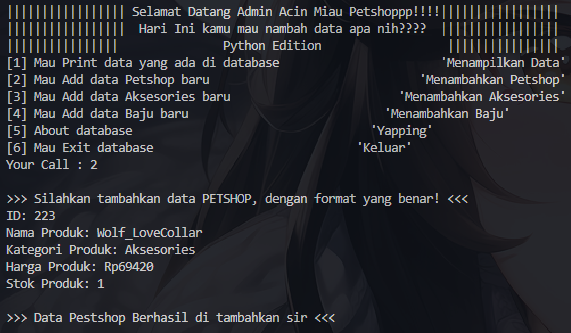 ||||||||||||||||| Selamat Datang Admin Acin Miau Petshoppp!!!!|||||||||||||||||
|||||||||||||||||  Hari Ini kamu mau nambah data apa nih????  |||||||||||||||||
||||||||||||||||               Python Edition               ||||||||||||||||
[1] Mau Print data yang ada di database                       'Menampilkan Data'
[2] Mau Add data Petshop baru                              'Menambahkan Petshop'
[3] Mau Add data Aksesories baru                        'Menambahkan Aksesories'
[4] Mau Add data Baju baru                            'Menambahkan Baju'
[5] About database                                  'Yapping'
[6] Mau Exit database                             'Keluar'
Your Call : 2
>>> Silahkan tambahkan data PETSHOP, dengan format yang benar! <<<
ID: 223
Nama Produk: Wolf_LoveCollar
Kategori Produk: Aksesories
Harga Produk: Rp69420
Stok Produk: 1
>>> Data Pestshop Berhasil di tambahkan sir <<<